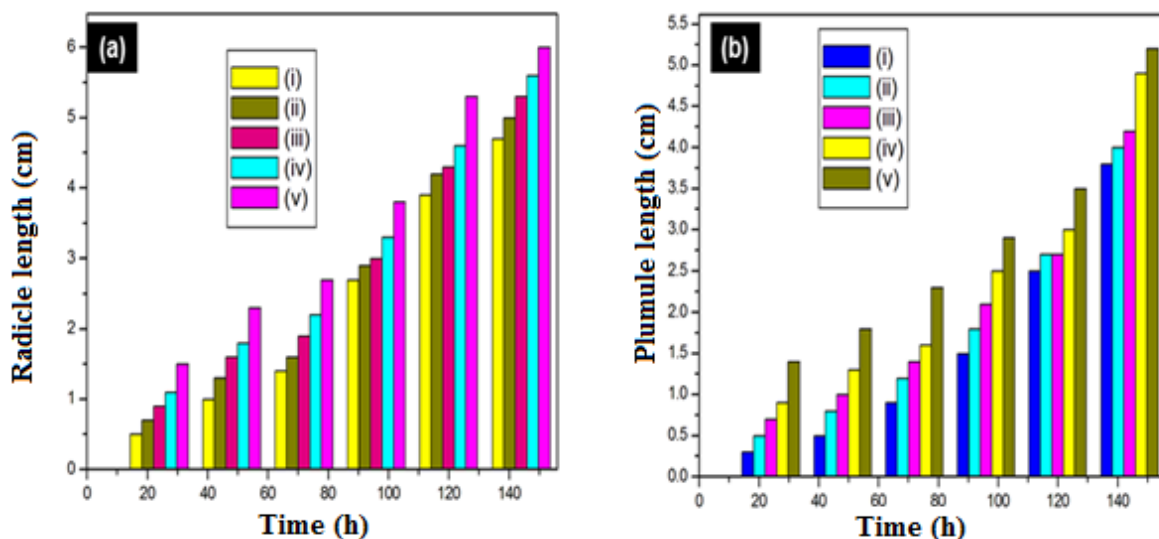 (a)
Radicle length (cm)
6
5
4
3
2
1
0
(i)
(ii)
(iii)
(iv)
(v)
0 20 40 60 80 100 120 140
Time (h)
(b)
Plumule length (cm)
5.5
5.0
4.5
4.0
3.5
3.0
2.5
2.0
1.5
1.0
0.5
0.0
(i)
(ii)
(iii)
(iv)
(v)
0 20 40 60 80 100 120 140
Time (h)